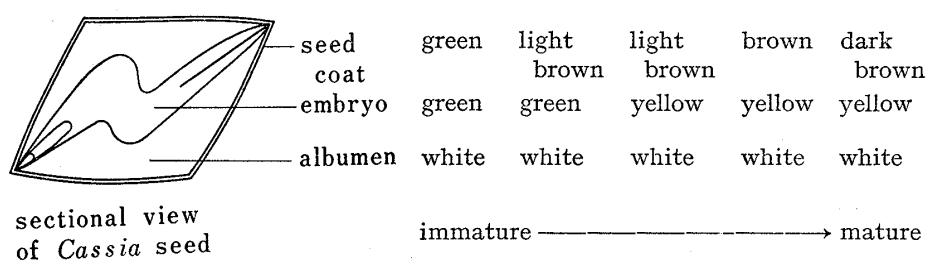 seed coat green light brown light brown brown dark brown
embryo green green yellow yellow yellow
albumen white white white white white
sectional view
of Cassia seed
immature → mature